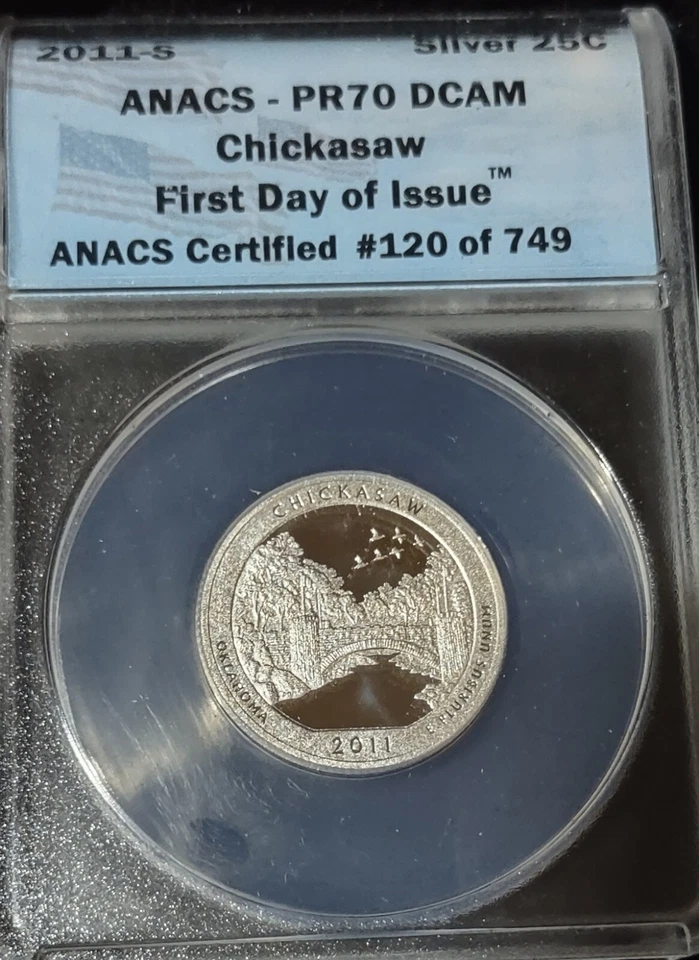 2011-S Silver 25C
ANACS - PR70 DCAM
Chickasaw
First Day of Issue™
ANACS Certified #120 of 749
CHICKASAW
OKLAHOMA
2011
E PLURIBUS UNUM